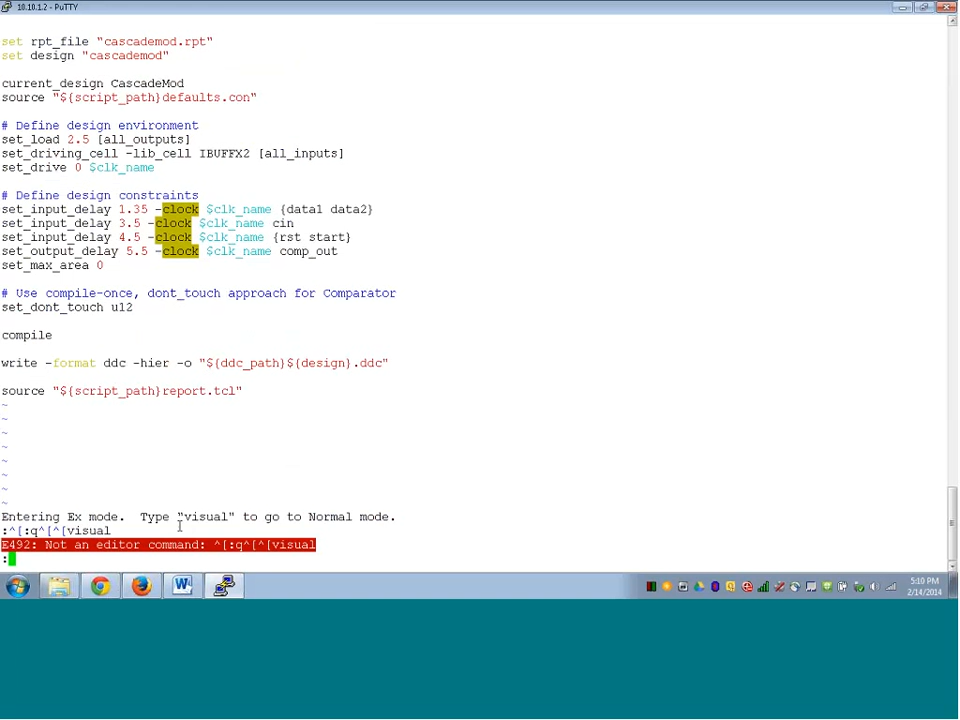 10.10.1.2 - PuTTY
set rpt_file "cascademod.rpt"
set design "cascademod"
current_design CascadeMod
source "${script_path}defaults.con"
# Define design environment
set_load 2.5 [all_outputs]
set_driving_cell -lib_cell IBUFFX2 [all_inputs]
set_drive 0 $clk_name
# Define design constraints
set_input_delay 1.35 -clock $clk_name {data1 data2}
set_input_delay 3.5 -clock $clk_name cin
set_input_delay 4.5 -clock $clk_name {rst start}
set_output_delay 5.5 -clock $clk_name comp_out
set_max_area 0
# Use compile-once, dont_touch approach for Comparator
set_dont_touch u12
compile
write -format ddc -hier -o "${ddc_path}${design}.ddc"
source "${script_path}report.tcl"
~
~
~
~
~
~
~
~
Entering Ex mode.  Type "visual" to go to Normal mode.
:^[:q^[^[visual
E492: Not an editor command: ^[:q^[^[visual
:
5:10 PM
2/14/2014